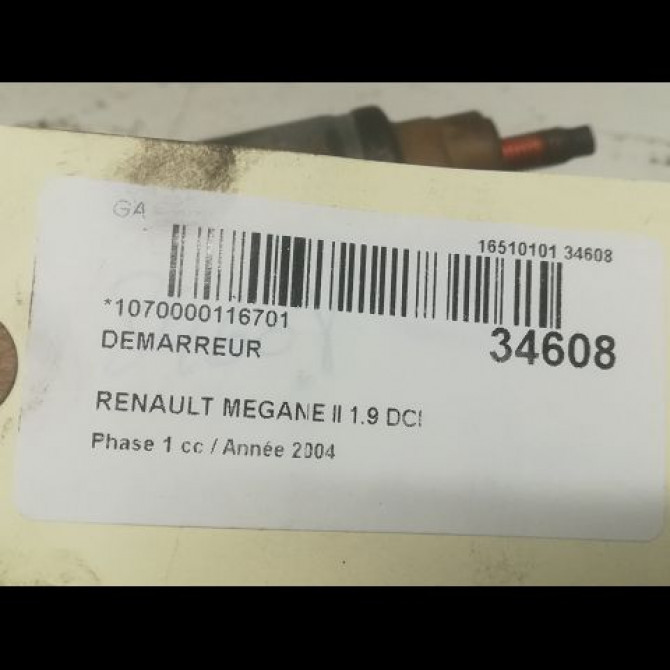 GA
16510101 34608
*1070000116701
34608
DEMARREUR
RENAULT MEGANE II 1.9 DCI
Phase 1 cc / Année 2004